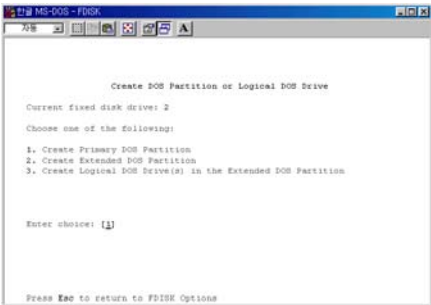 한글 MS-DOS - FDISK
자동
A
Create DOS Partition or Logical DOS Drive
Current fixed disk drive: 2
Choose one of the following:
1. Create Primary DOS Partition
2. Create Extended DOS Partition
3. Create Logical DOS Drive(s) in the Extended DOS Partition
Enter choice: [1]
Press Esc to return to FDISK Options